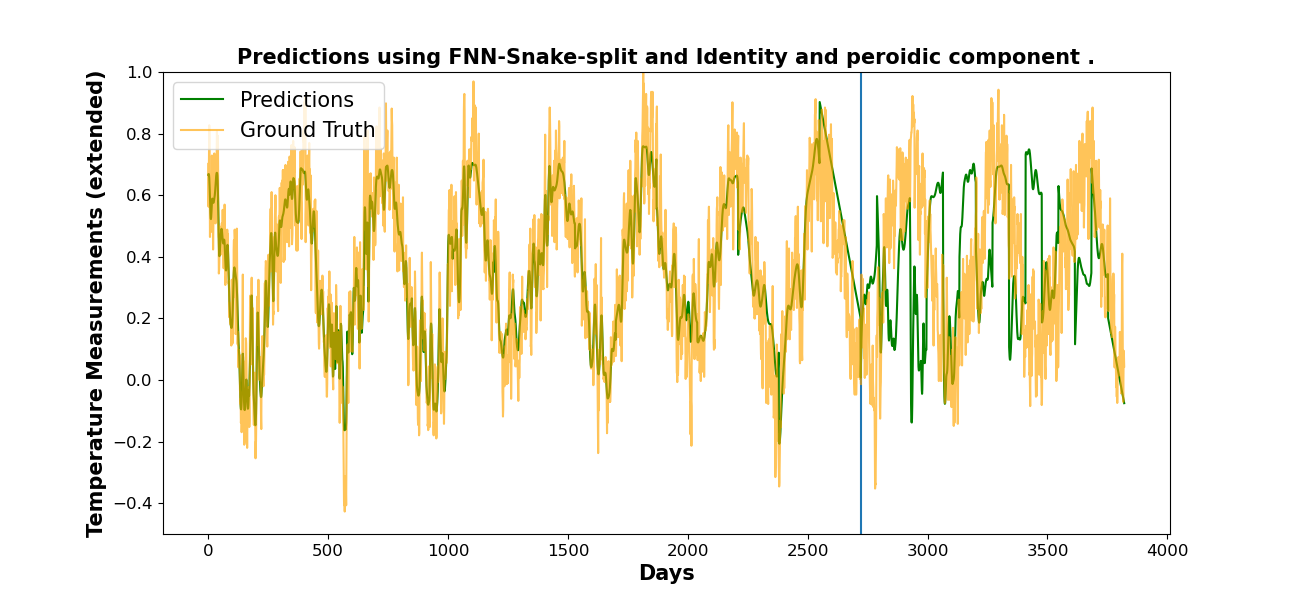 Predictions using FNN-Snake-split and Identity and peroidic component .
Predictions
Ground Truth
Temperature Measurements (extended)
1.0
0.8
0.6
0.4
0.2
0.0
−0.2
−0.4
0 500 1000 1500 2000 2500 3000 3500 4000
Days